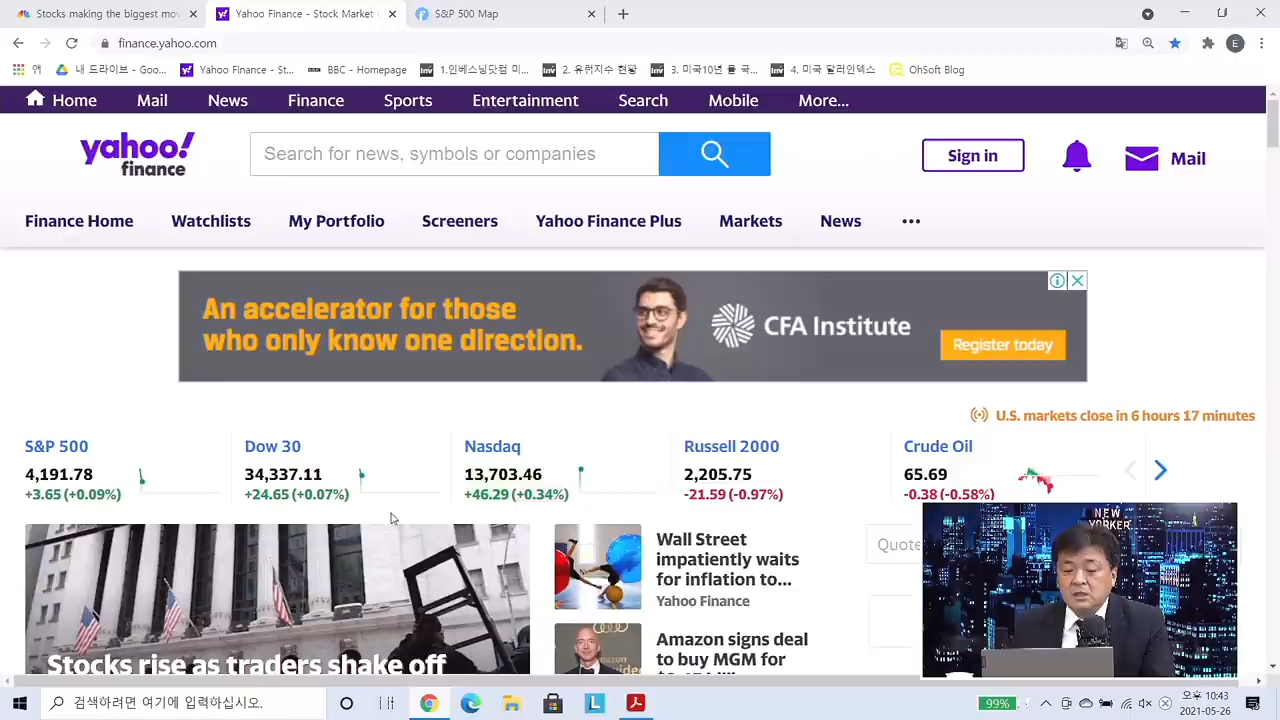 Stocks making the biggest mov
Yahoo Finance - Stock Market
S&P 500 Map
finance.yahoo.com
E
앱
내 드라이브 - Goo...
Yahoo Finance - St...
BBC - Homepage
1.인베스닝닷컴 미...
2. 유럽지수 현황
3. 미국10년 물 국...
4. 미국 달러인덱스
OhSoft Blog
Home
Mail
News
Finance
Sports
Entertainment
Search
Mobile
More...
yahoo!
finance
Search for news, symbols or companies
Sign in
Mail
Finance Home
Watchlists
My Portfolio
Screeners
Yahoo Finance Plus
Markets
News
An accelerator for those
who only know one direction.
CFA Institute
Register today
U.S. markets close in 6 hours 17 minutes
S&P 500
4,191.78
+3.65 (+0.09%)
Dow 30
34,337.11
+24.65 (+0.07%)
Nasdaq
13,703.46
+46.29 (+0.34%)
Russell 2000
2,205.75
-21.59 (-0.97%)
Crude Oil
65.69
-0.38 (-0.58%)
Stocks rise as traders shake off
Wall Street
impatiently waits
for inflation to...
Yahoo Finance
Amazon signs deal
to buy MGM for
Quote
NEW
YORKER
검색하려면 여기에 입력하십시오.
99%
오후 10:43
2021-05-26